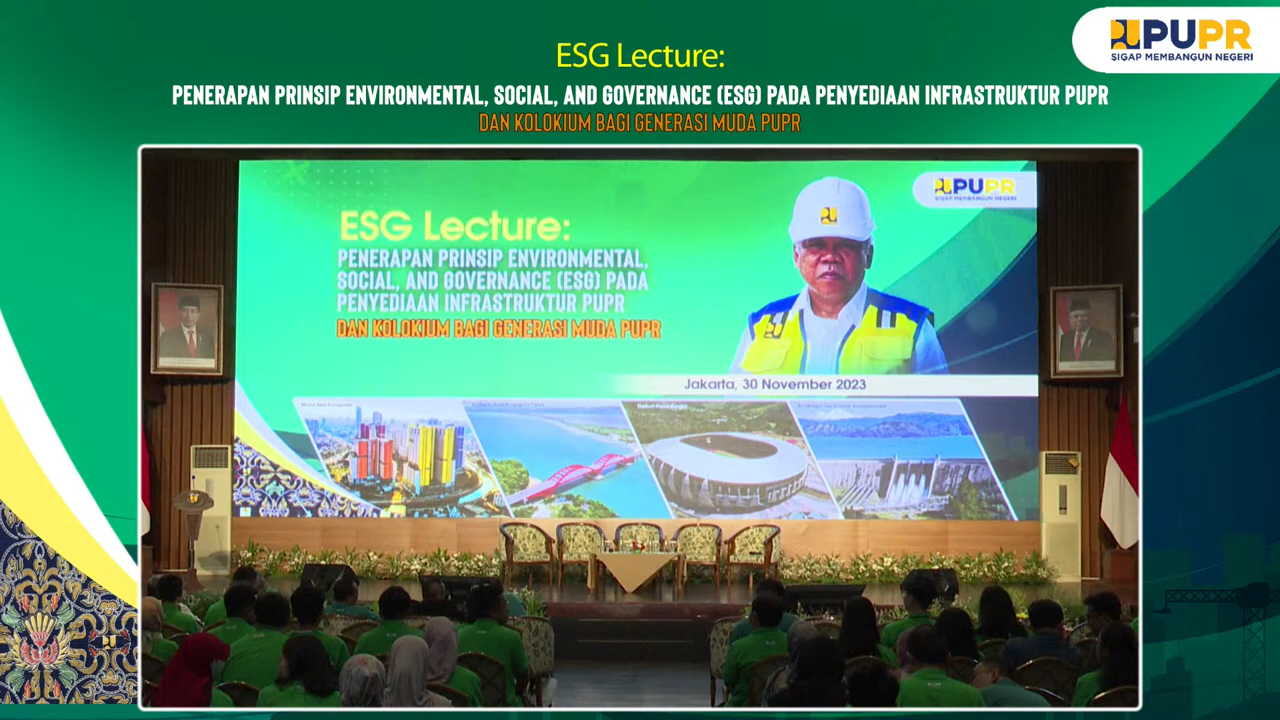 ESG Lecture:
PENERAPAN PRINSIP ENVIRONMENTAL, SOCIAL, AND GOVERNANCE (ESG) PADA PENYEDIAAN INFRASTRUKTUR PUPR
DAN KOLOKIUM BAGI GENERASI MUDA PUPR
PUPR
SIGAP MEMBANGUN NEGERI
PUPR
SIGAP MEMBANGUN NEGERI
ESG Lecture:
PENERAPAN PRINSIP ENVIRONMENTAL,
SOCIAL, AND GOVERNANCE (ESG) PADA
PENYEDIAAN INFRASTRUKTUR PUPR
DAN KOLOKIUM BAGI GENERASI MUDA PUPR
Jakarta, 30 November 2023